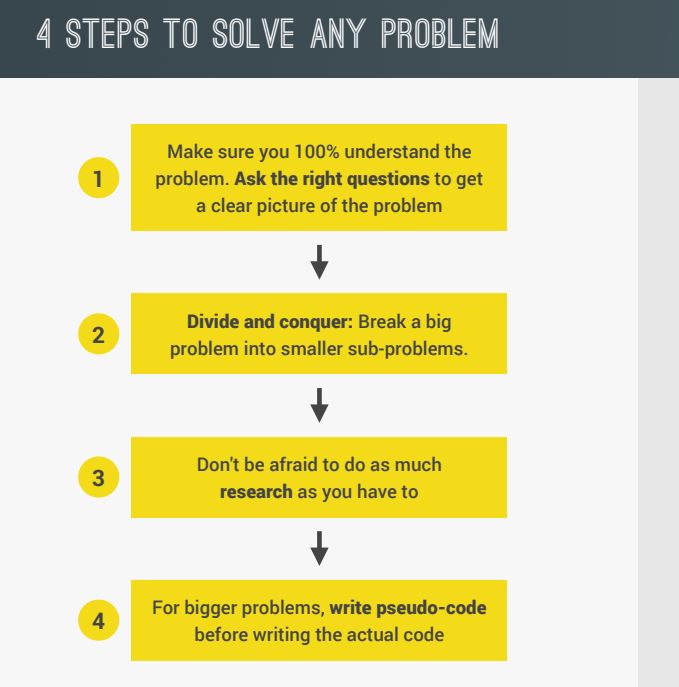 4 STEPS TO SOLVE ANY PROBLEM
1
Make sure you 100% understand the
problem. Ask the right questions to get
a clear picture of the problem
2
Divide and conquer: Break a big
problem into smaller sub-problems.
3
Don't be afraid to do as much
research as you have to
4
For bigger problems, write pseudo-code
before writing the actual code